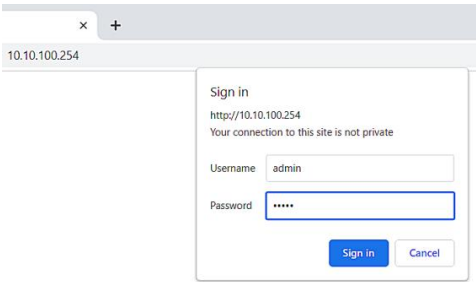 10.10.100.254
Sign in
http://10.10.100.254
Your connection to this site is not private
Username admin
Password •••••
Sign in Cancel